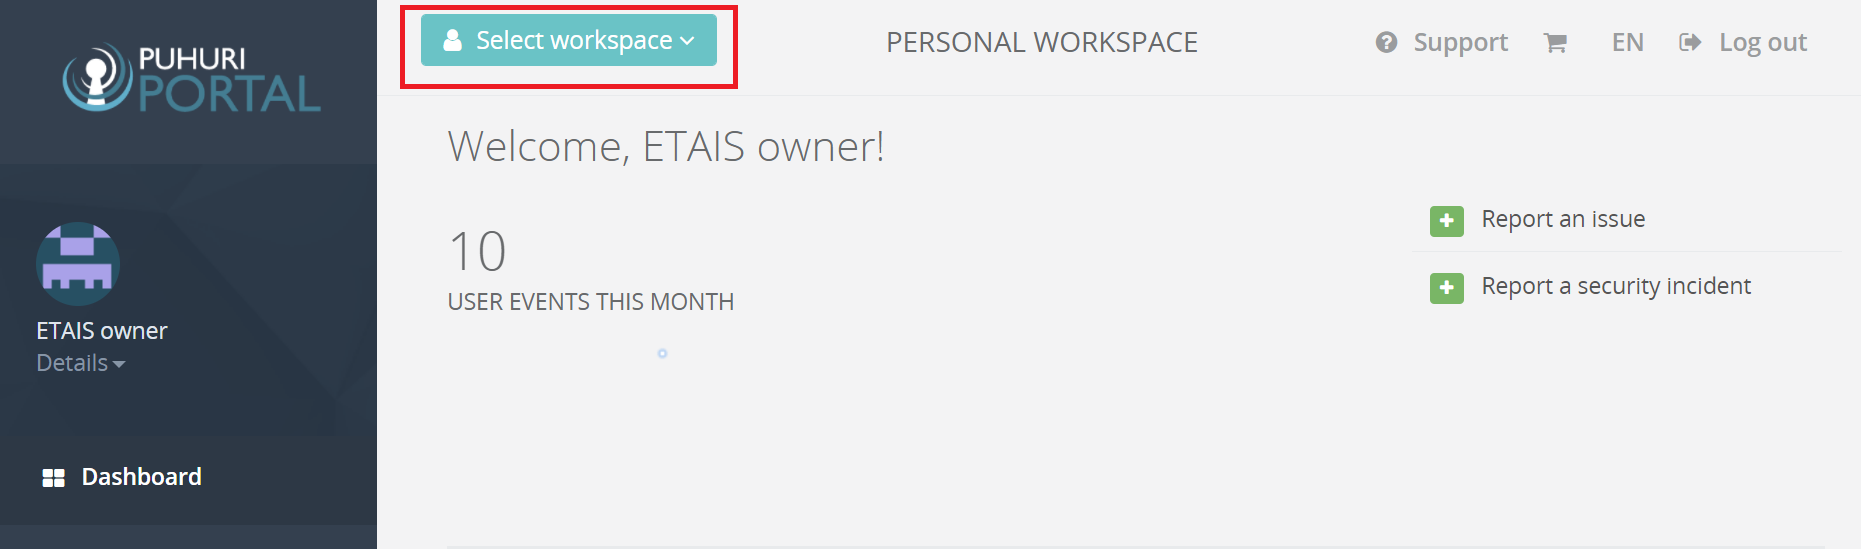 PUHURI
PORTAL
Select workspace
PERSONAL WORKSPACE
Support
EN
Log out
Welcome, ETAIS owner!
10
USER EVENTS THIS MONTH
Report an issue
Report a security incident
ETAIS owner
Details
Dashboard